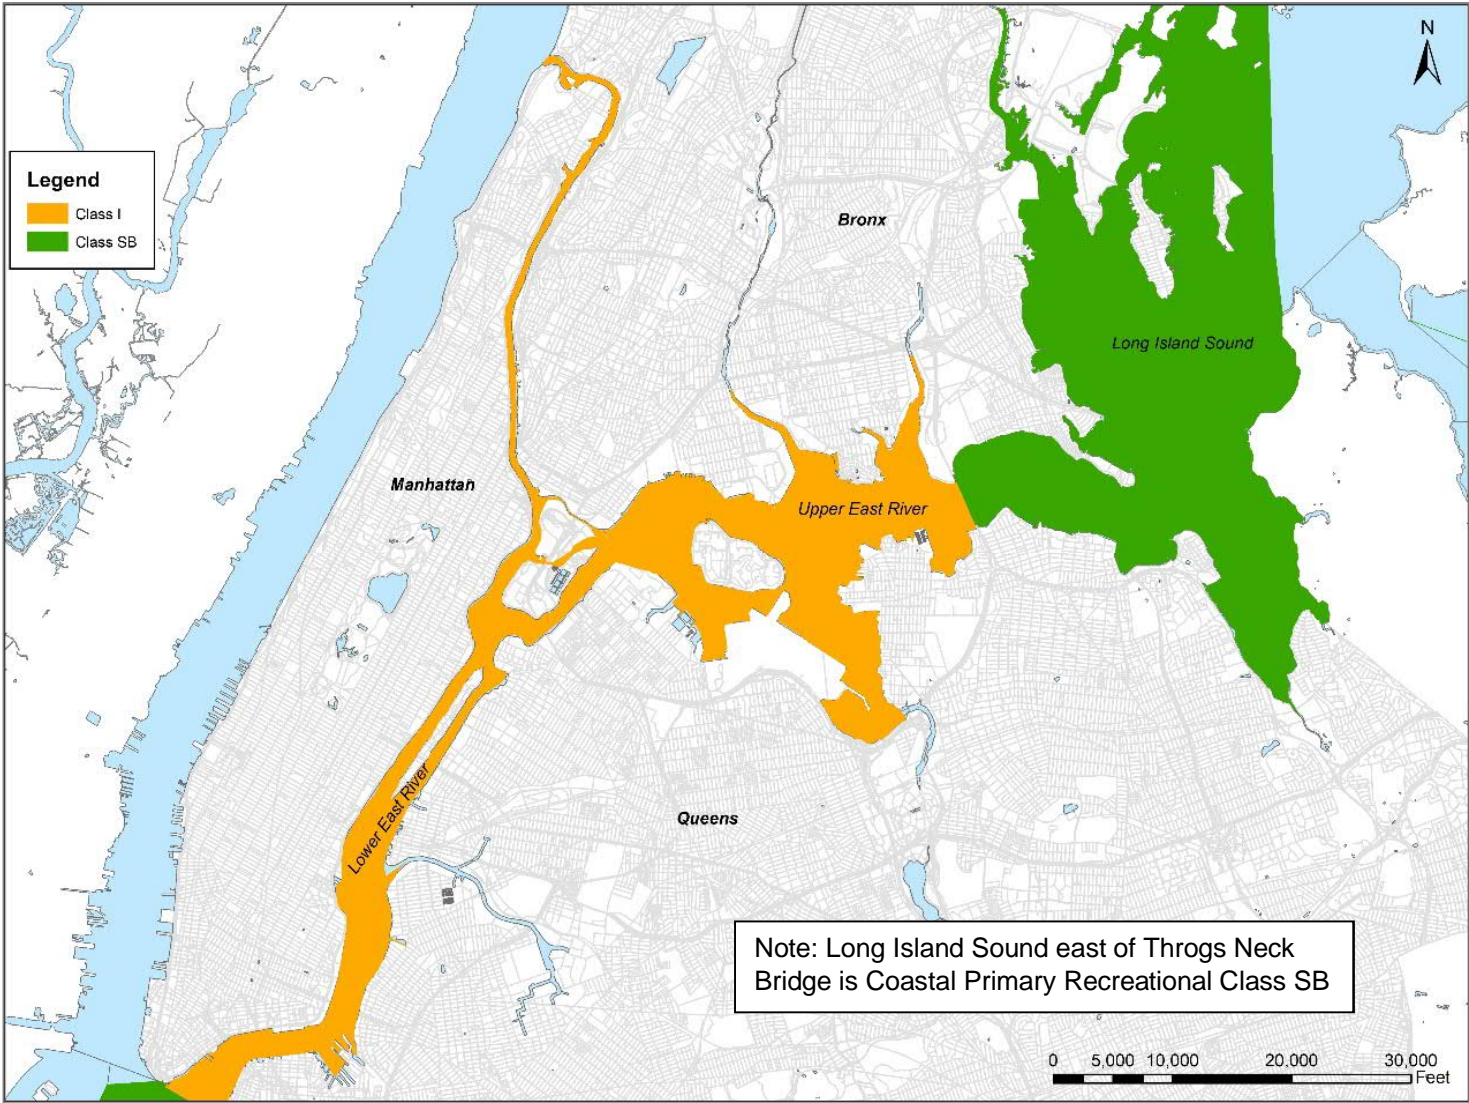 N
Legend
Class I
Class SB
Bronx
Long Island Sound
Manhattan
Upper East River
Lower East River
Queens
Note: Long Island Sound east of Throgs Neck
Bridge is Coastal Primary Recreational Class SB
0 5,000 10,000 20,000 30,000
Feet